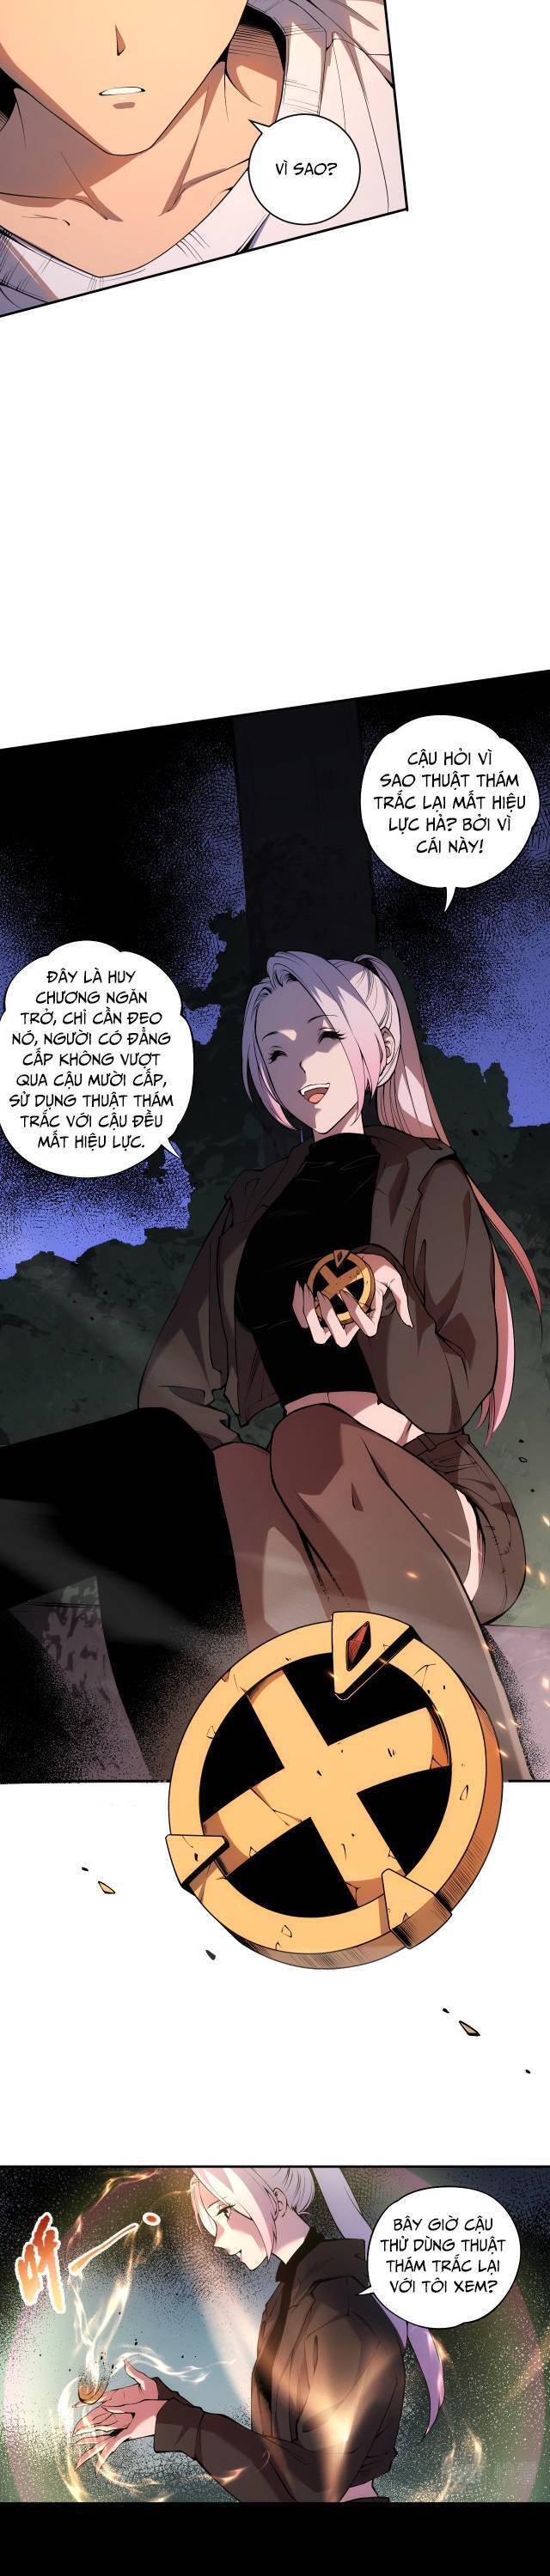 VÌ SAO?
CẬU HỎI VÌ
SAO THUẬT THÁM
TRẮC LẠI MẤT HIỆU
LỰC HẢ? BỞI VÌ
CÁI NÀY!
ĐÂY LÀ HUY
CHƯƠNG NGĂN
TRỞ, CHỈ CẦN ĐEO
NÓ, NGƯỜI CÓ ĐẲNG
CẤP KHÔNG VƯỢT
QUA CẬU MƯỜI CẤP,
SỬ DỤNG THUẬT THÁM
TRẮC VỚI CẬU ĐỀU
MẤT HIỆU LỰC.
BÂY GIỜ CẬU
THỬ DÙNG THUẬT
THÁM TRẮC LẠI
VỚI TÔI XEM?